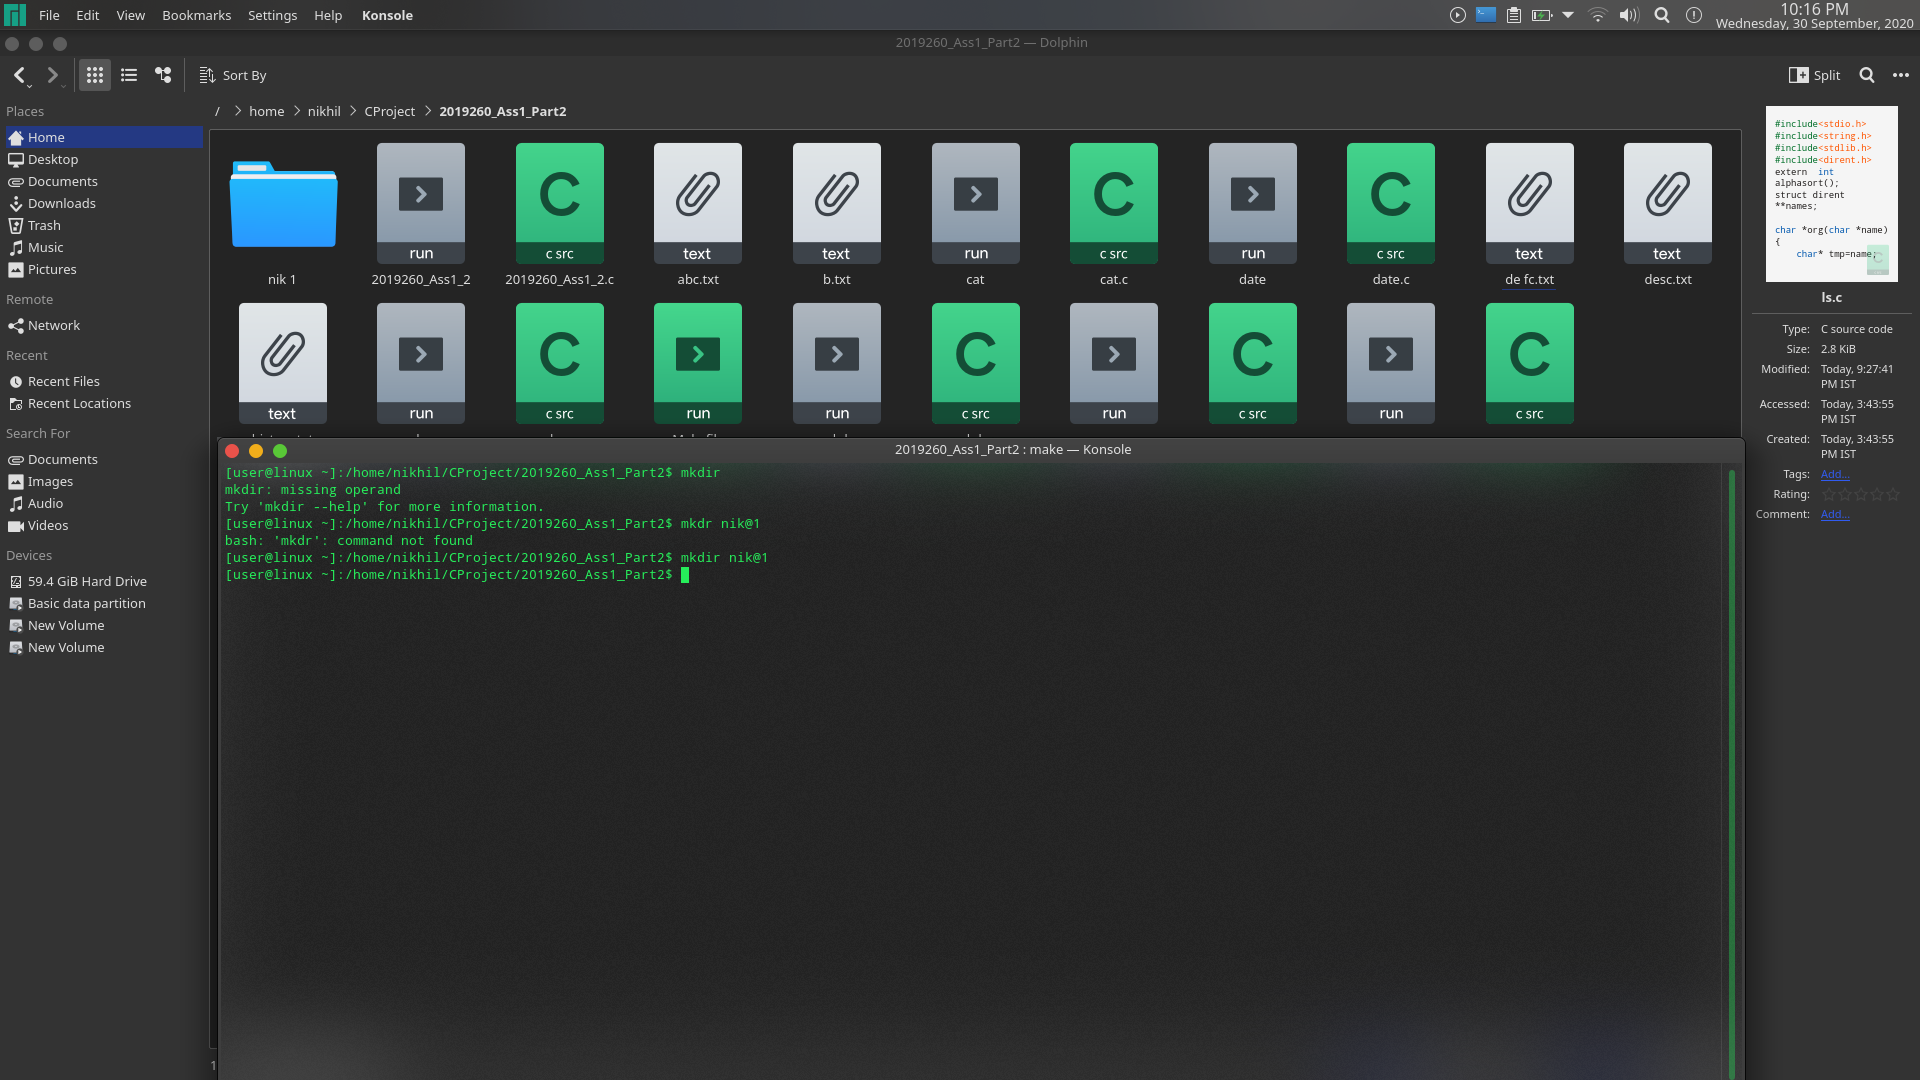 File Edit View Bookmarks Settings Help Konsole
10:16 PM
Wednesday, 30 September, 2020
2019260_Ass1_Part2 — Dolphin
Sort By
Split
Places
Home
Desktop
Documents
Downloads
Trash
Music
Pictures
Remote
Network
Recent
Recent Files
Recent Locations
Search For
Documents
Images
Audio
Videos
Devices
59.4 GiB Hard Drive
Basic data partition
New Volume
New Volume
/ > home > nikhil > CProject > 2019260_Ass1_Part2
run c src text text run c src run c src text text
nik 1 2019260_Ass1_2 2019260_Ass1_2.c abc.txt b.txt cat cat.c date date.c de fc.txt desc.txt
text run c src run run c src run c src run c src
#include<stdio.h>
#include<string.h>
#include<stdlib.h>
#include<dirent.h>
extern int
alphasort();
struct dirent
**names;
char *org(char *name)
{
char* tmp=name;
ls.c
Type: C source code
Size: 2.8 KiB
Modified: Today, 9:27:41
PM IST
Accessed: Today, 3:43:55
PM IST
Created: Today, 3:43:55
PM IST
Tags: Add...
Rating:
Comment: Add...
2019260_Ass1_Part2 : make — Konsole
[user@linux ~]:/home/nikhil/CProject/2019260_Ass1_Part2$ mkdir
mkdir: missing operand
Try 'mkdir --help' for more information.
[user@linux ~]:/home/nikhil/CProject/2019260_Ass1_Part2$ mkdr nik@1
bash: 'mkdr': command not found
[user@linux ~]:/home/nikhil/CProject/2019260_Ass1_Part2$ mkdir nik@1
[user@linux ~]:/home/nikhil/CProject/2019260_Ass1_Part2$
1